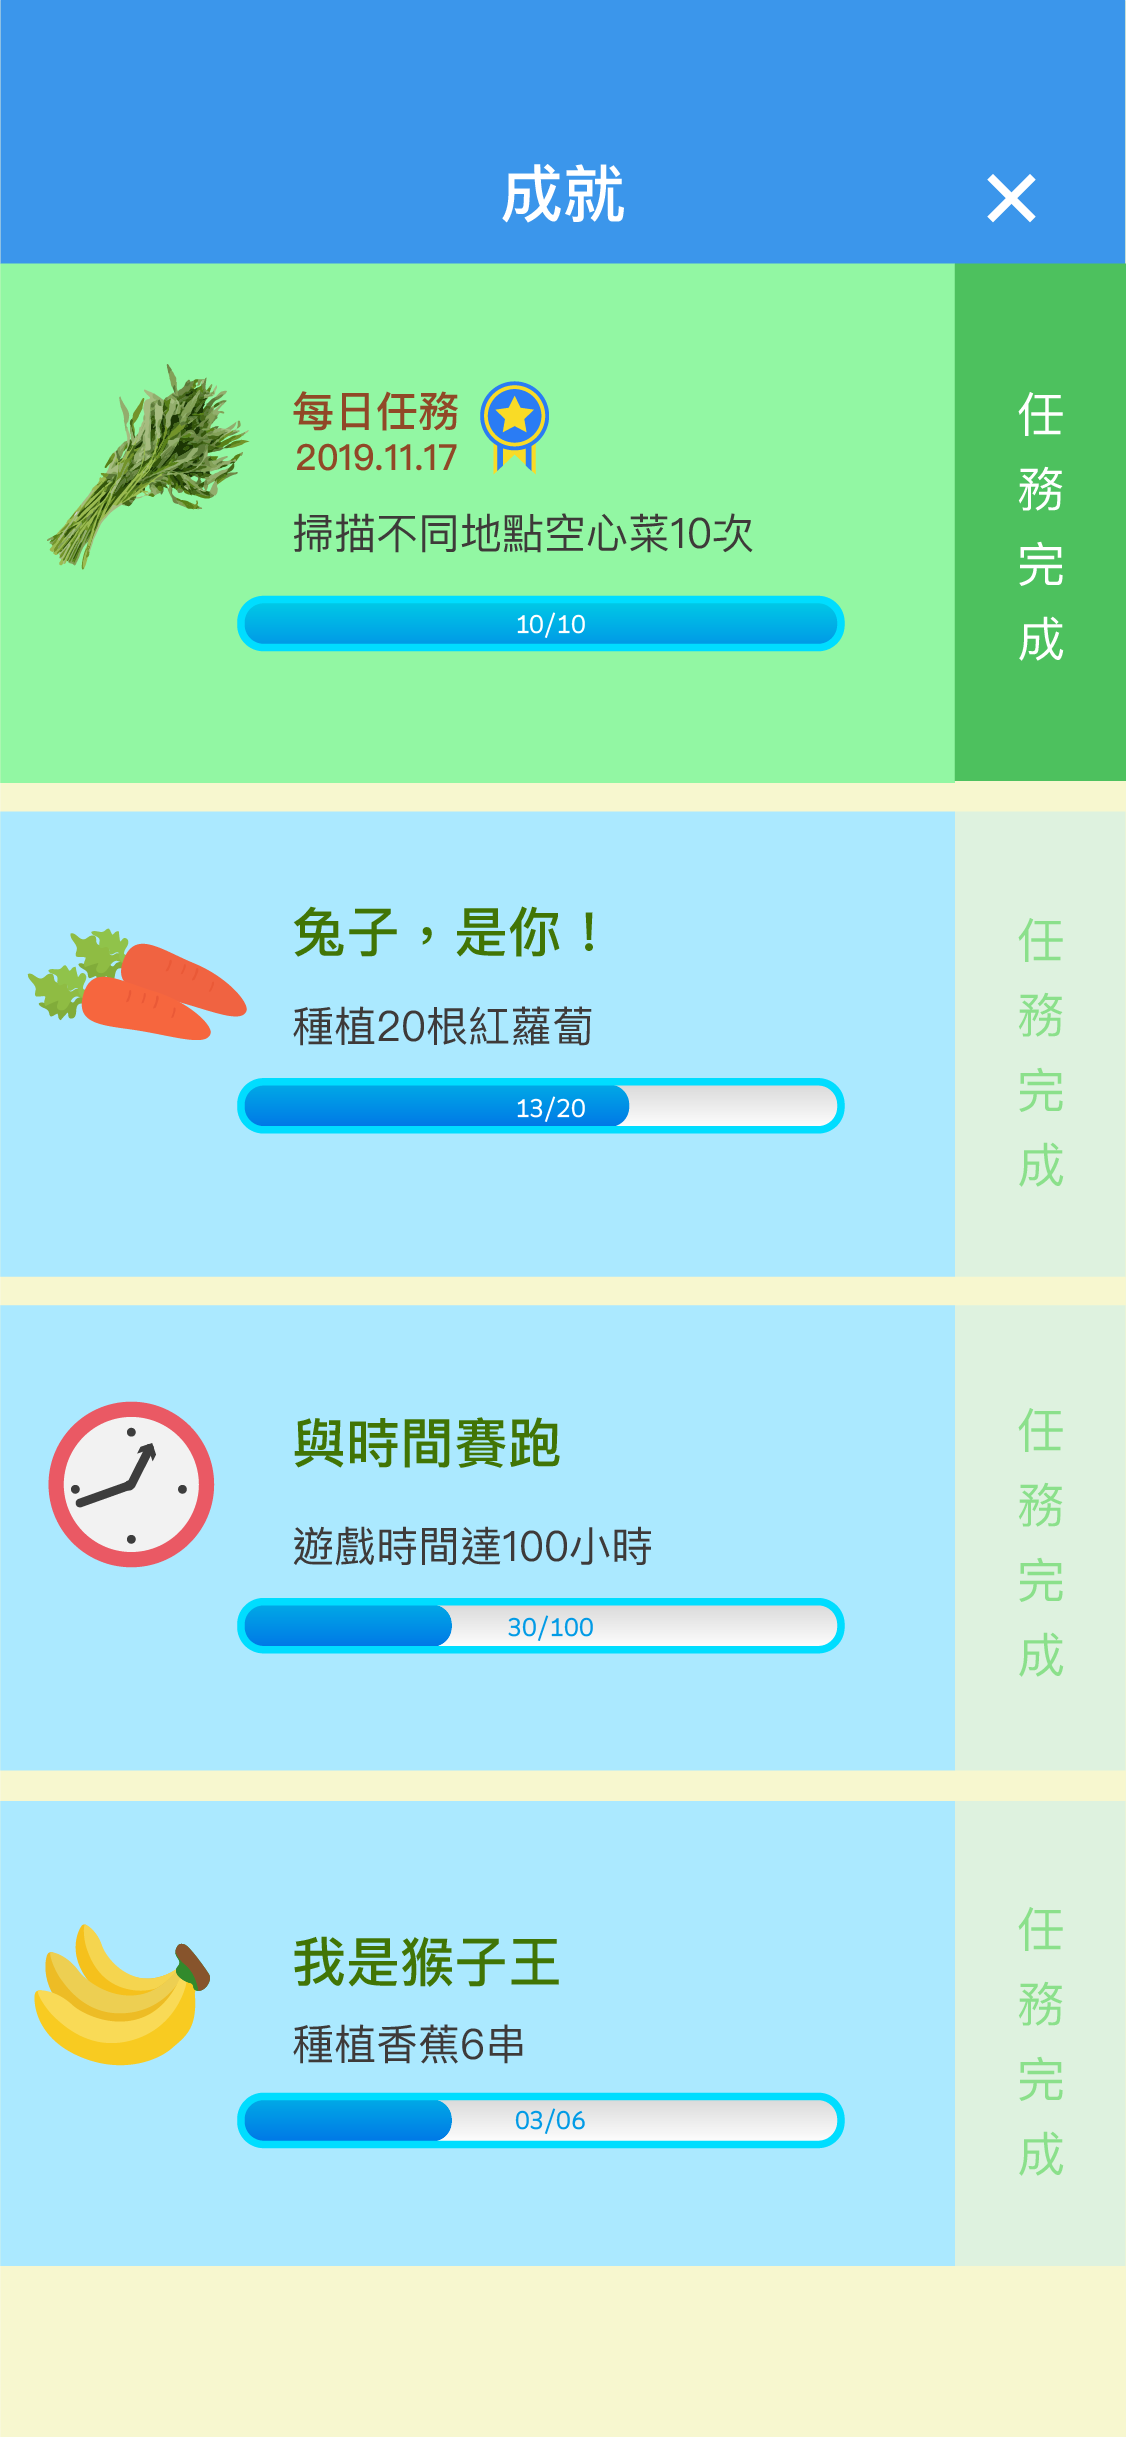 成就
每日任務
2019.11.17
掃描不同地點空心菜10次
10/10
任務完成
兔子，是你！
種植20根紅蘿蔔
13/20
任務完成
與時間賽跑
遊戲時間達100小時
30/100
任務完成
我是猴子王
種植香蕉6串
03/06
任務完成